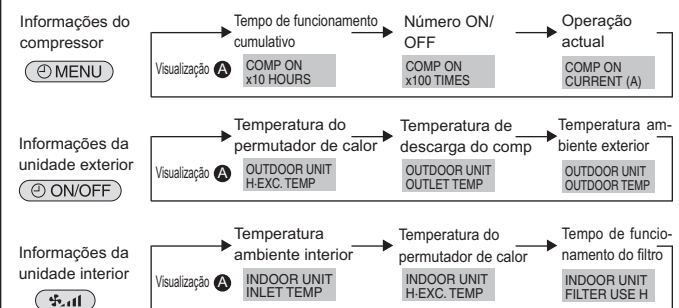 Informações do
compressor
MENU
Visualização A
Tempo de funcionamento
cumulativo
COMP ON
x10 HOURS
Número ON/
OFF
COMP ON
x100 TIMES
Operação
actual
COMP ON
CURRENT (A)
Informações da
unidade exterior
ON/OFF
Visualização A
Temperatura do
permutador de calor
OUTDOOR UNIT
H·EXC. TEMP
Temperatura de
descarga do comp
OUTDOOR UNIT
OUTLET TEMP
Temperatura am-
biente exterior
OUTDOOR UNIT
OUTDOOR TEMP
Informações da
unidade interior
Visualização A
Temperatura
ambiente interior
INDOOR UNIT
INLET TEMP
Temperatura do
permutador de calor
INDOOR UNIT
H·EXC. TEMP
Tempo de funcio-
namento do filtro
INDOOR UNIT
FILTER USE H